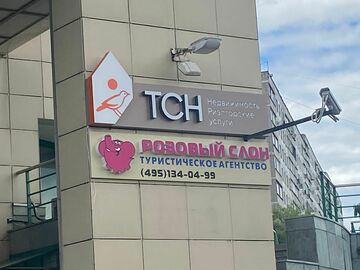 ТСН
Недвижимость
Риэлторские
услуги
РОЗОВЫЙ СЛОН
ТУРИСТИЧЕСКОЕ АГЕНТСТВО
(495)134-04-99